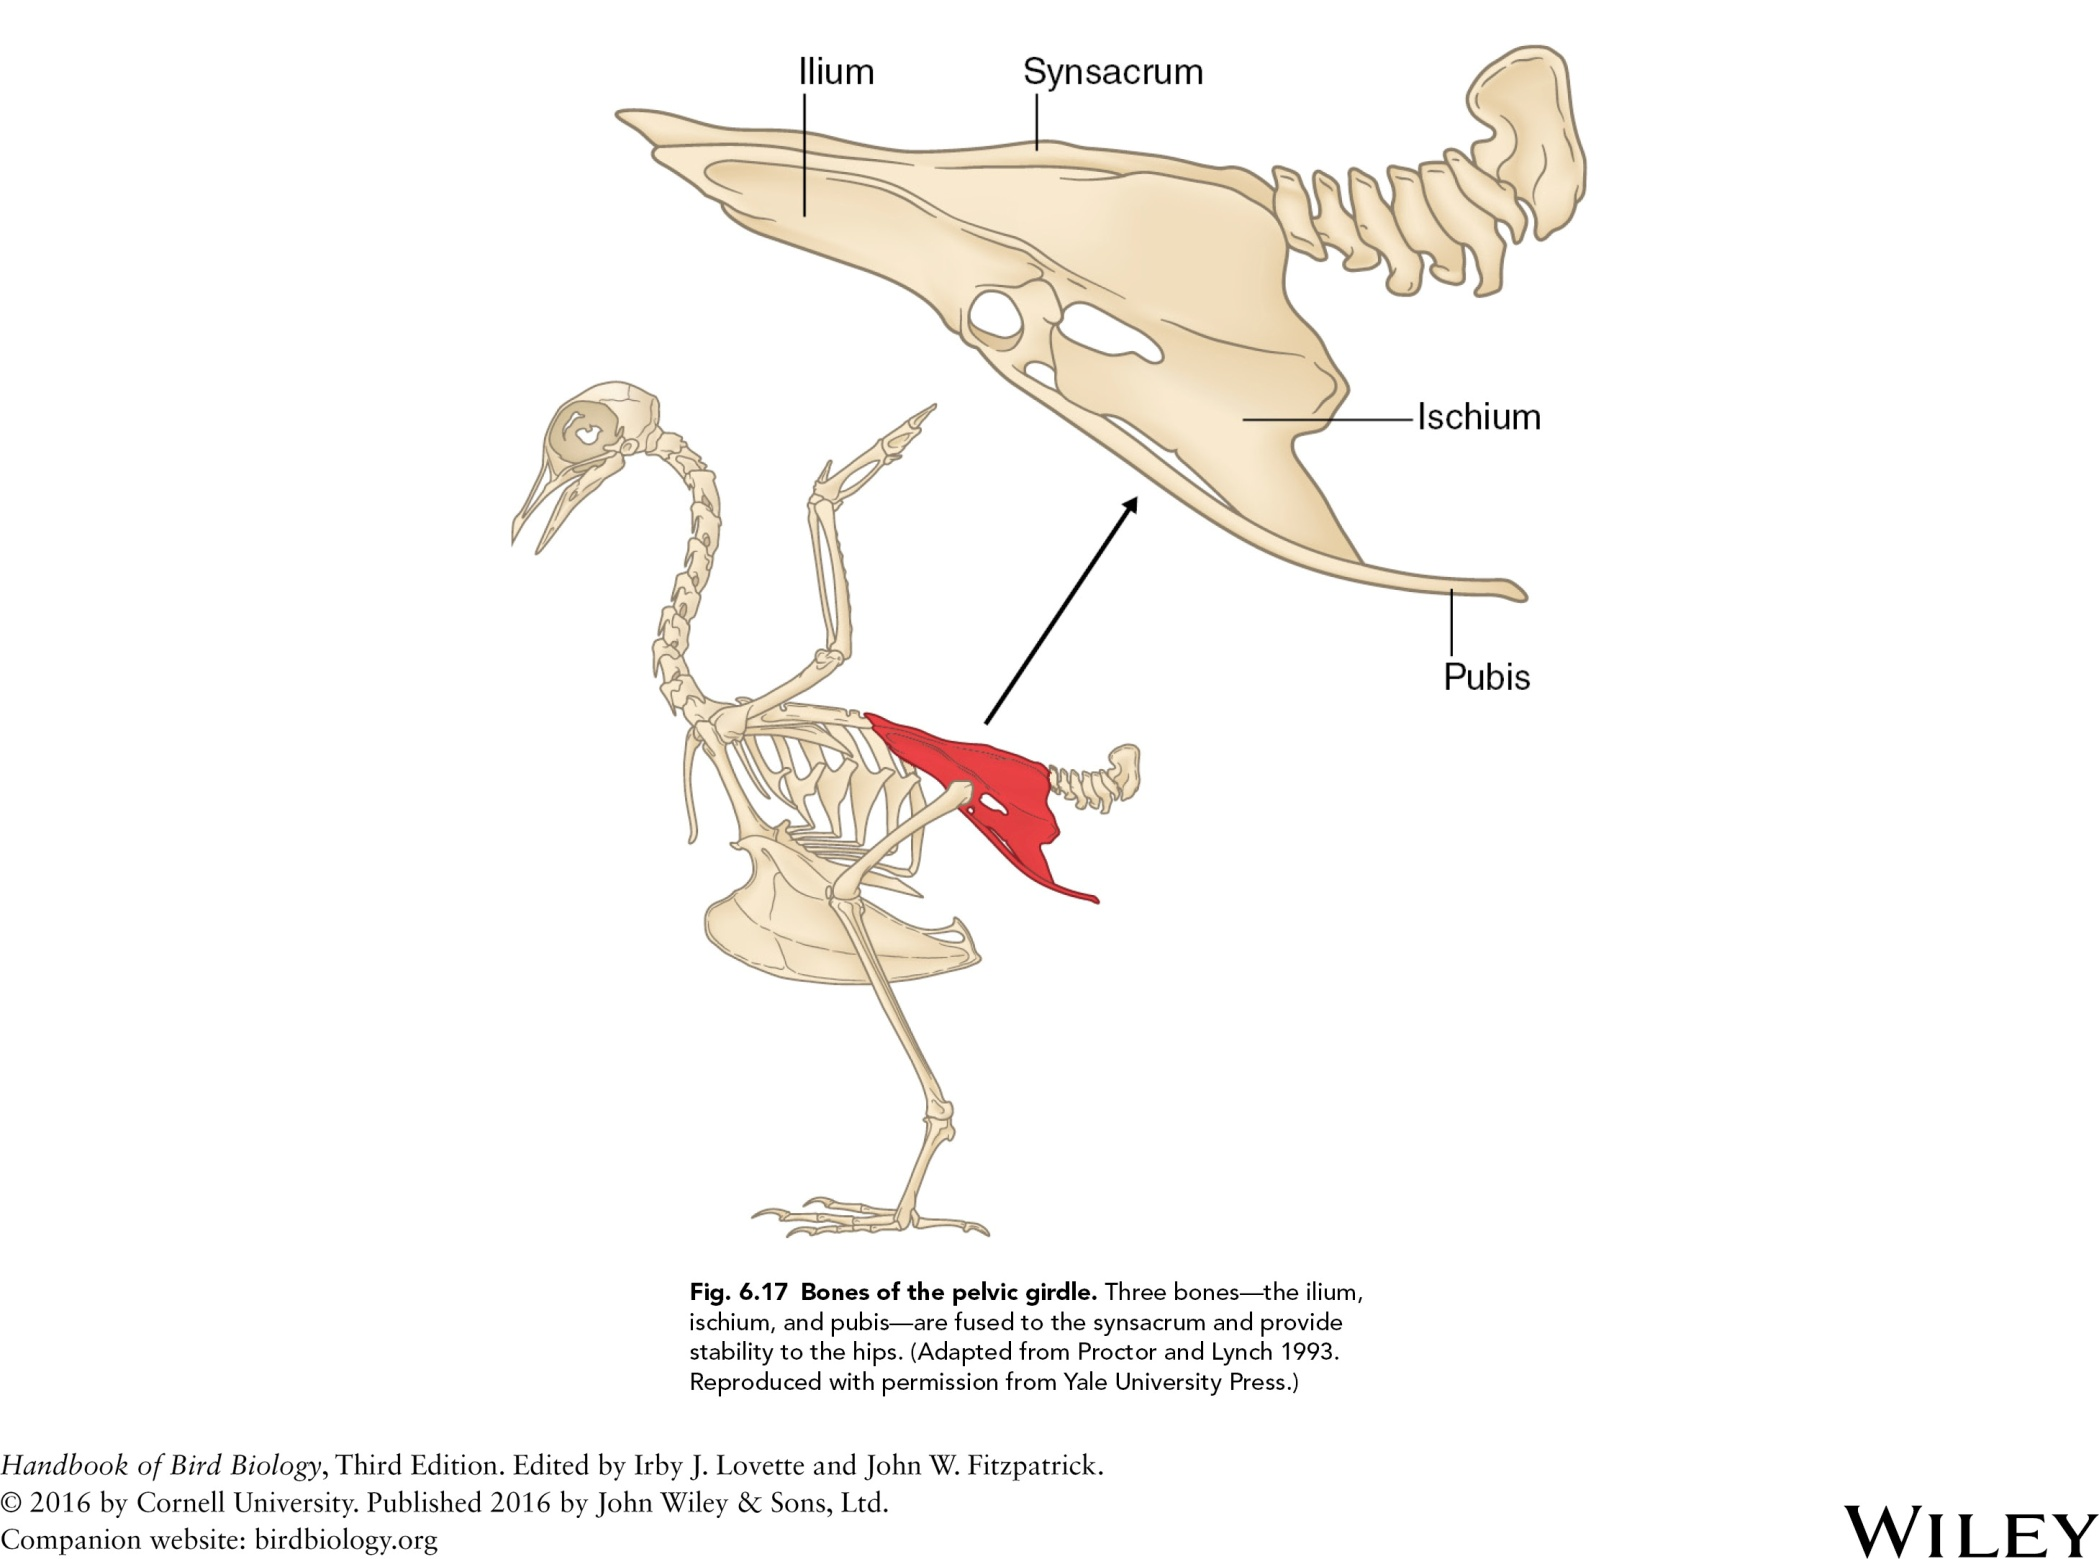 Ilium
Synsacrum
Ischium
Pubis
Fig. 6.17 Bones of the pelvic girdle. Three bones—the ilium,
ischium, and pubis—are fused to the synsacrum and provide
stability to the hips. (Adapted from Proctor and Lynch 1993.
Reproduced with permission from Yale University Press.)
Handbook of Bird Biology, Third Edition. Edited by Irby J. Lovette and John W. Fitzpatrick.
© 2016 by Cornell University. Published 2016 by John Wiley & Sons, Ltd.
Companion website: birdbiology.org
WILEY